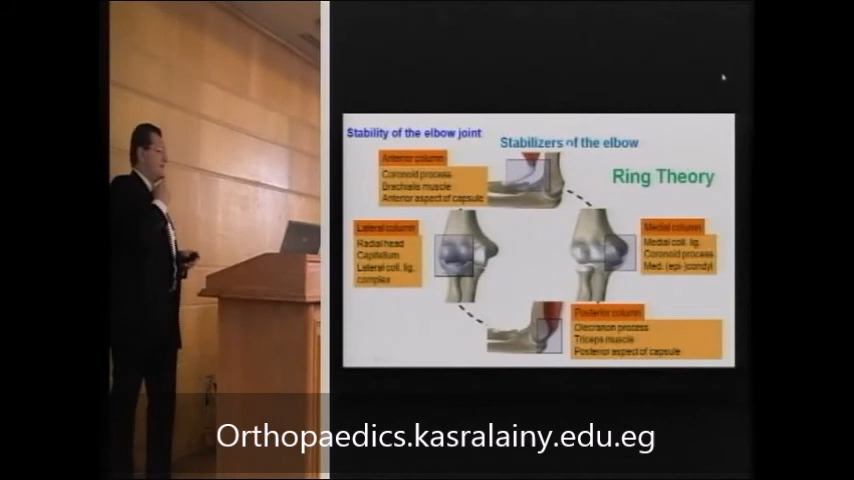 Stability of the elbow joint
Stabilizers of the elbow
Ring Theory
Anterior column
Coronoid process
Brachialis muscle
Anterior aspect of capsule
Lateral column
Radial head
Capitellum
Lateral coll. lig.
complex
Medial column
Medial coll. lig.
Coronoid process
Med. (epi-)condyl
Posterior column
Olecranon process
Triceps muscle
Posterior aspect of capsule
Orthopaedics.kasralainy.edu.eg